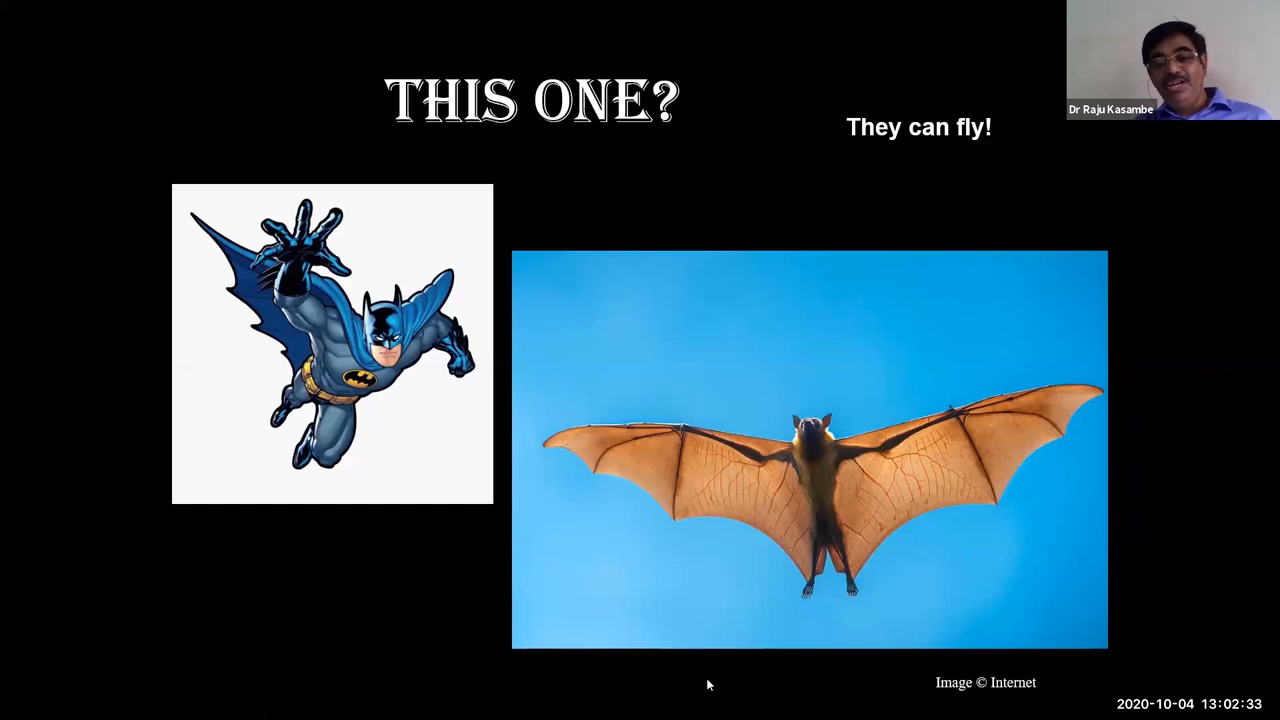 THIS ONE?
They can fly!
Dr Raju Kasambe
Image © Internet
2020-10-04 13:02:33